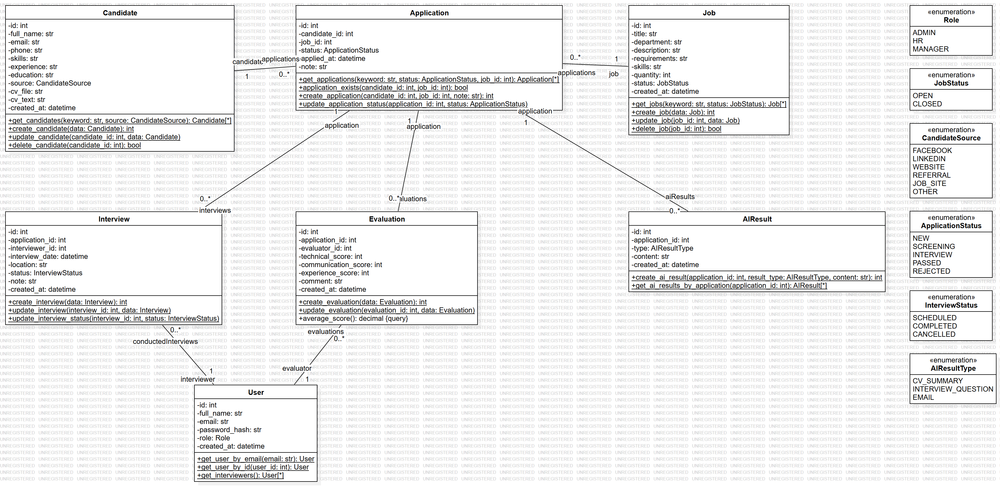 Candidate
-id: int
-full_name: str
-email: str
-phone: str
-skills: str
-experience: str
-education: str
-source: CandidateSource
-cv_file: str
-cv_text: str
-created_at: datetime
+get_candidates(keyword: str, source: CandidateSource): Candidate[*]
+create_candidate(data: Candidate): int
+update_candidate(candidate_id: int, data: Candidate)
+delete_candidate(candidate_id: int): bool
candidate
applications
1
0..*
Application
-id: int
-candidate_id: int
-job_id: int
-status: ApplicationStatus
-applied_at: datetime
-note: str
+get_applications(keyword: str, status: ApplicationStatus, job_id: int): Application[*]
+application_exists(candidate_id: int, job_id: int): bool
+create_application(candidate_id: int, job_id: int, note: str): int
+update_application_status(application_id: int, status: ApplicationStatus)
0..*
1
applications
job
Job
-id: int
-title: str
-department: str
-description: str
-requirements: str
-skills: str
-quantity: int
-status: JobStatus
-created_at: datetime
+get_jobs(keyword: str, status: JobStatus): Job[*]
+create_job(data: Job): int
+update_job(job_id: int, data: Job)
+delete_job(job_id: int): bool
1
application
1
application
application
1
0..*
interviews
0..*
aluations
aiResults
0..*
Interview
-id: int
-application_id: int
-interviewer_id: int
-interview_date: datetime
-location: str
-status: InterviewStatus
-note: str
-created_at: datetime
+create_interview(data: Interview): int
+update_interview(interview_id: int, data: Interview)
+update_interview_status(interview_id: int, status: InterviewStatus)
Evaluation
-id: int
-application_id: int
-evaluator_id: int
-technical_score: int
-communication_score: int
-experience_score: int
-comment: str
-created_at: datetime
+create_evaluation(data: Evaluation): int
+update_evaluation(evaluation_id: int, data: Evaluation)
+average_score(): decimal {query}
AIResult
-id: int
-application_id: int
-type: AIResultType
-content: str
-created_at: datetime
+create_ai_result(application_id: int, result_type: AIResultType, content: str): int
+get_ai_results_by_application(application_id: int): AIResult[*]
0..*
conductedInterviews
1
interviewer
evaluations
0..*
evaluator
1
User
-id: int
-full_name: str
-email: str
-password_hash: str
-role: Role
-created_at: datetime
+get_user_by_email(email: str): User
+get_user_by_id(user_id: int): User
+get_interviewers(): User[*]
«enumeration»
Role
ADMIN
HR
MANAGER
«enumeration»
JobStatus
OPEN
CLOSED
«enumeration»
CandidateSource
FACEBOOK
LINKEDIN
WEBSITE
REFERRAL
JOB_SITE
OTHER
«enumeration»
ApplicationStatus
NEW
SCREENING
INTERVIEW
PASSED
REJECTED
«enumeration»
InterviewStatus
SCHEDULED
COMPLETED
CANCELLED
«enumeration»
AIResultType
CV_SUMMARY
INTERVIEW_QUESTION
EMAIL
UNREGISTERED